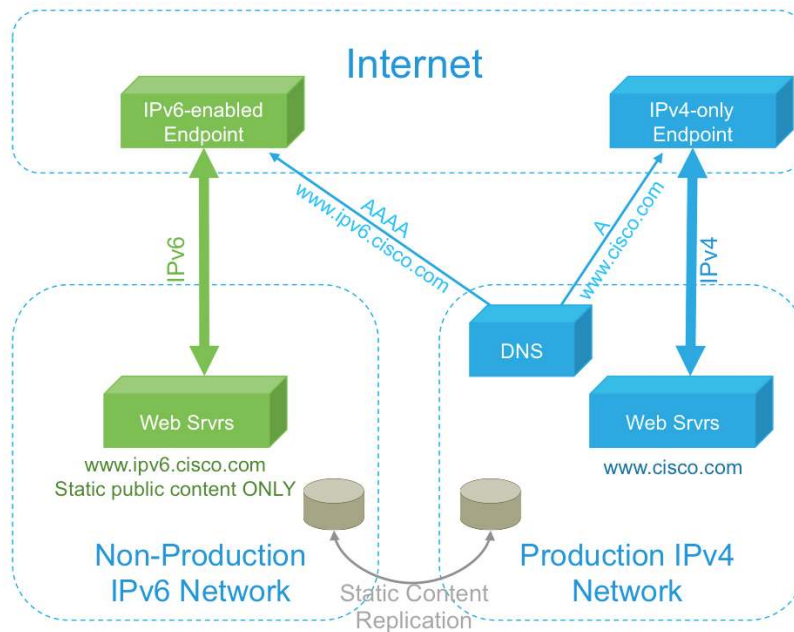 Internet
IPv6-enabled
Endpoint
IPv4-only
Endpoint
AAAA
www.ipv6.cisco.com
A
www.cisco.com
IPv6
IPv4
DNS
Web Srvrs
Web Srvrs
www.ipv6.cisco.com
Static public content ONLY
www.cisco.com
Non-Production
IPv6 Network
Production IPv4
Network
Static Content
Replication